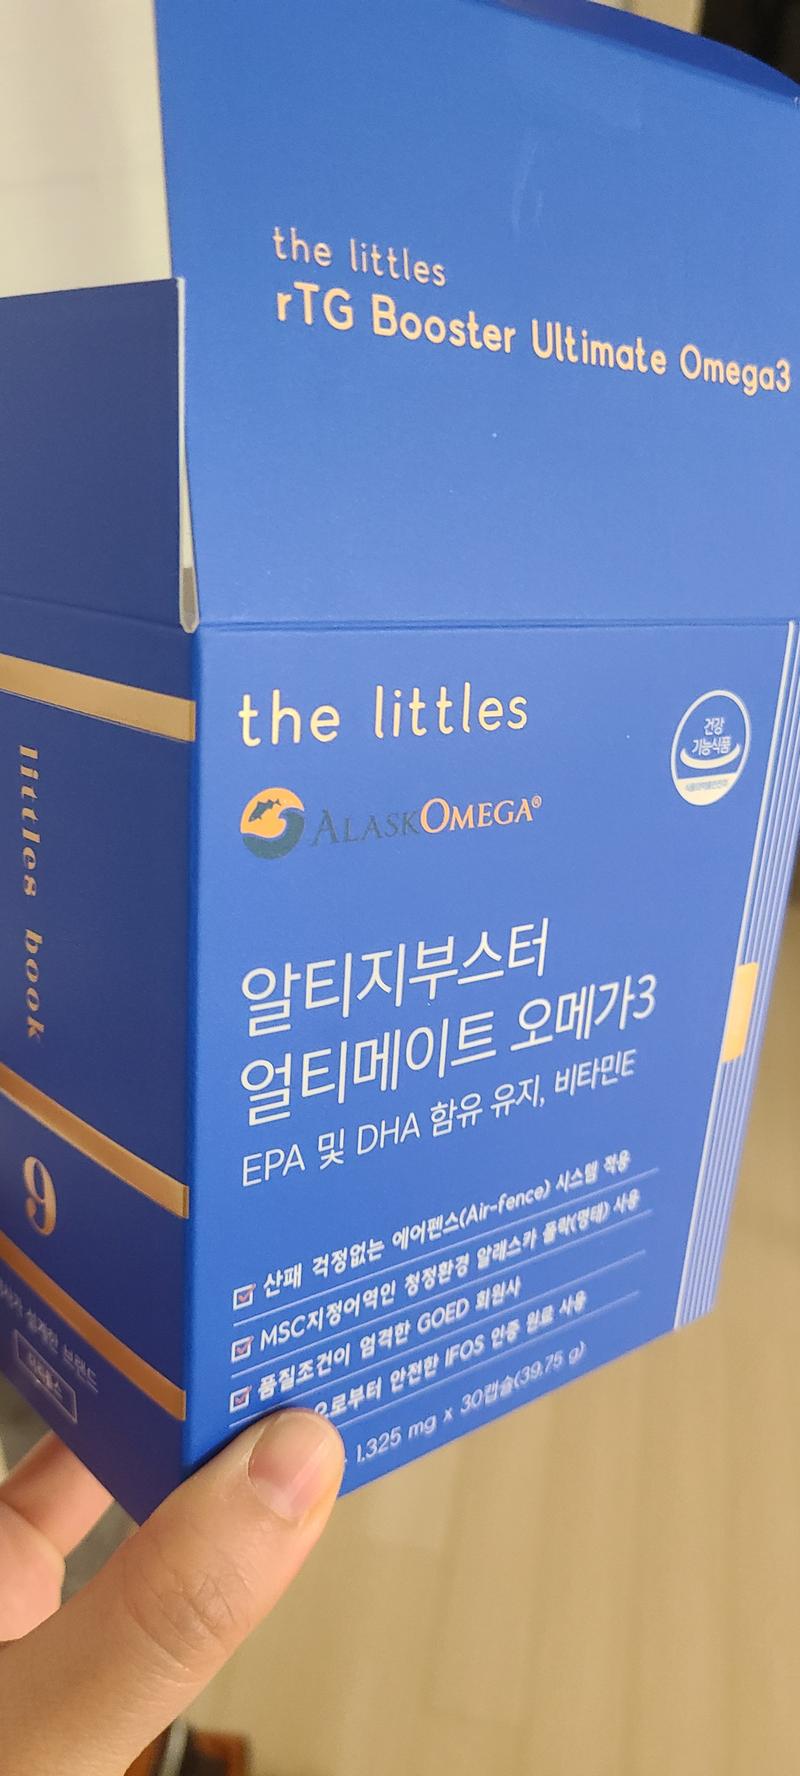 the littles
rTG Booster Ultimate Omega3
the littles
건강
기능식품
ALASKOMEGA®
알티지부스터
얼티메이트 오메가3
EPA 및 DHA 함유 유지, 비타민E
산패 걱정없는 에어펜스(Air-fence) 시스템 적용
MSC지정어역인 청정환경 알래스카 폴락(명태) 사용
품질조건이 엄격한 GOED 회원사
으로부터 안전한 IFOS 인증 원료 사용
1,325 mg x 30캡슐(39.75 g)
littles book
9
설계한 브랜드